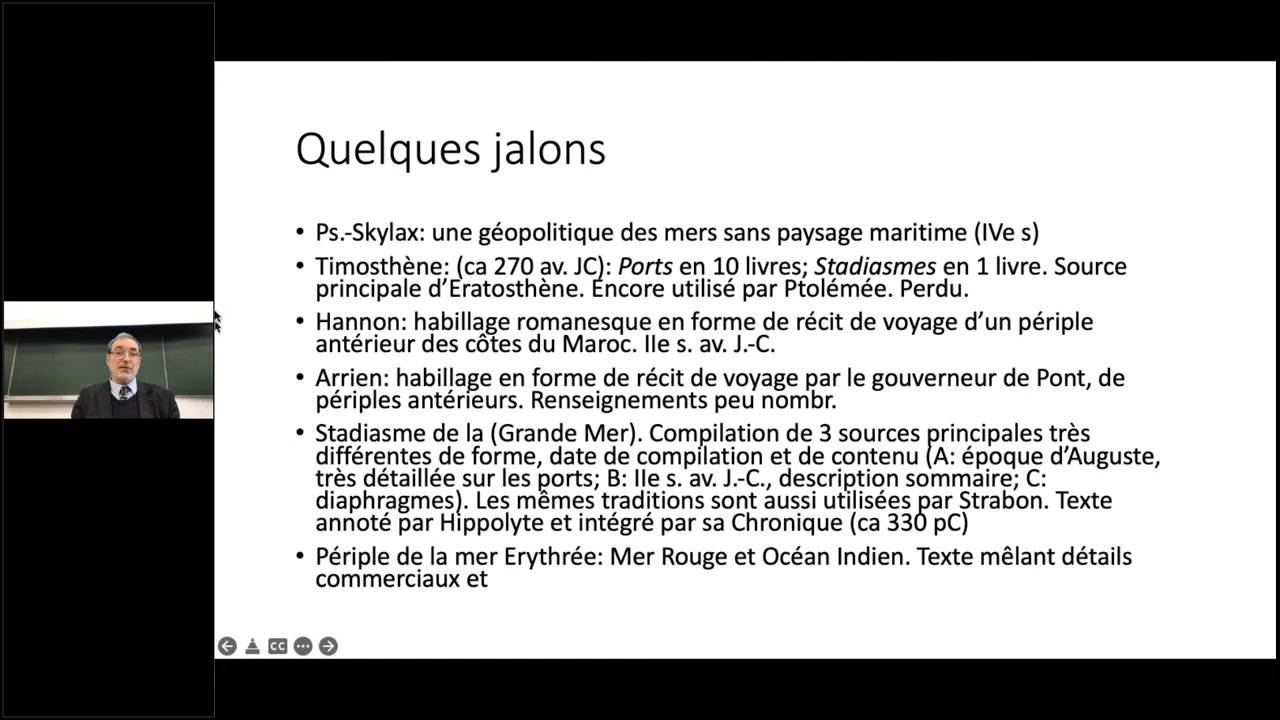 Quelques jalons
• Ps.-Skylax: une géopolitique des mers sans paysage maritime (IVe s)
• Timosthène: (ca 270 av. JC): Ports en 10 livres; Stadiasmes en 1 livre. Source
principale d’Eratosthène. Encore utilisé par Ptolémée. Perdu.
• Hannon: habillage romanesque en forme de récit de voyage d’un périple
antérieur des côtes du Maroc. IIe s. av. J.-C.
• Arrien: habillage en forme de récit de voyage par le gouverneur de Pont, de
périples antérieurs. Renseignements peu nombr.
• Stadiasme de la (Grande Mer). Compilation de 3 sources principales très
différentes de forme, date de compilation et de contenu (A: époque d’Auguste,
très détaillée sur les ports; B: IIe s. av. J.-C., description sommaire; C:
diaphragmes). Les mêmes traditions sont aussi utilisées par Strabon. Texte
annoté par Hippolyte et intégré par sa Chronique (ca 330 pC)
• Périple de la mer Erythrée: Mer Rouge et Océan Indien. Texte mêlant détails
commerciaux et
CC